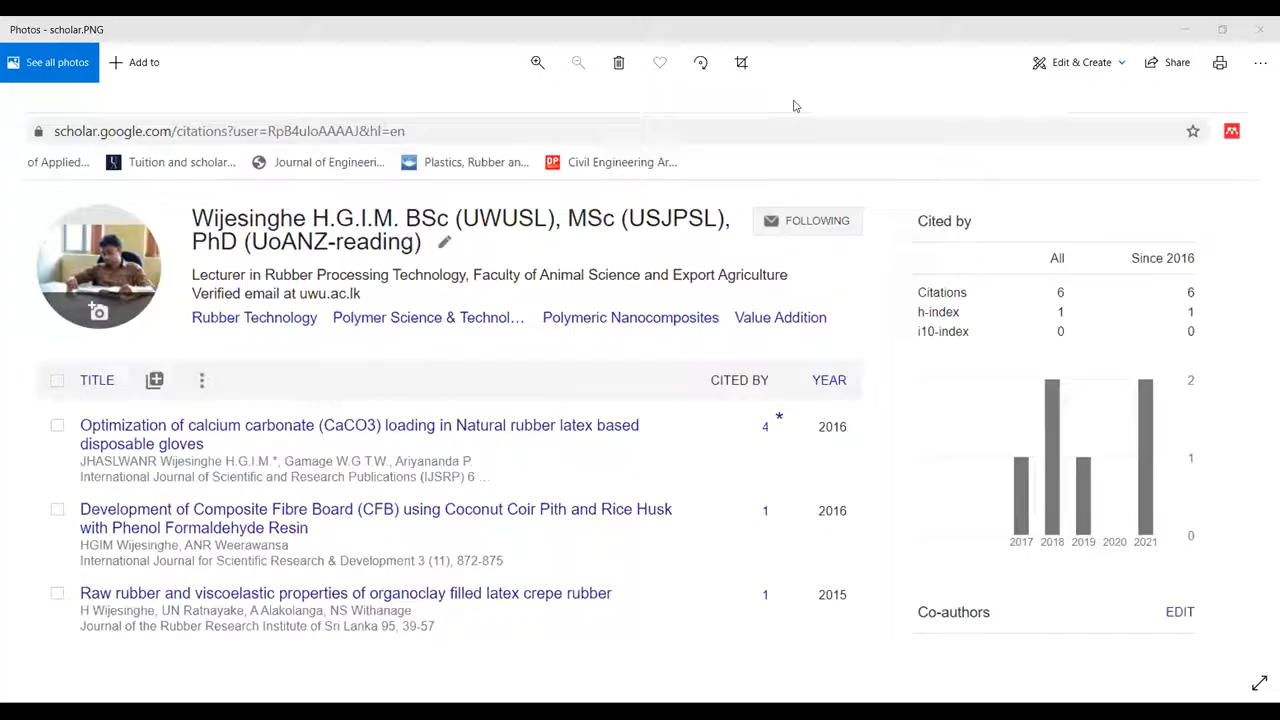 Photos - scholar.PNG
See all photos
Add to
Edit & Create
Share
scholar.google.com/citations?user=RpB4uIoAAAAJ&hl=en
of Applied...
Tuition and scholar...
Journal of Engineeri...
Plastics, Rubber an...
DP
Civil Engineering Ar...
Wijesinghe H.G.I.M. BSc (UWUSL), MSc (USJPSL),
PhD (UoANZ-reading)
FOLLOWING
Lecturer in Rubber Processing Technology, Faculty of Animal Science and Export Agriculture
Verified email at uwu.ac.lk
Rubber Technology Polymer Science & Technol... Polymeric Nanocomposites Value Addition
TITLE
CITED BY
YEAR
Optimization of calcium carbonate (CaCO3) loading in Natural rubber latex based
disposable gloves
JHASLWANR Wijesinghe H.G.I.M.*, Gamage W.G T.W., Ariyananda P.
International Journal of Scientific and Research Publications (IJSRP) 6 ...
4 *
2016
Development of Composite Fibre Board (CFB) using Coconut Coir Pith and Rice Husk
with Phenol Formaldehyde Resin
HGIM Wijesinghe, ANR Weerawansa
International Journal for Scientific Research & Development 3 (11), 872-875
1
2016
Raw rubber and viscoelastic properties of organoclay filled latex crepe rubber
H Wijesinghe, UN Ratnayake, A Alakolanga, NS Withanage
Journal of the Rubber Research Institute of Sri Lanka 95, 39-57
1
2015
Cited by
All Since 2016
Citations 6 6
h-index 1 1
i10-index 0 0
2
1
0
2017 2018 2019 2020 2021
Co-authors
EDIT